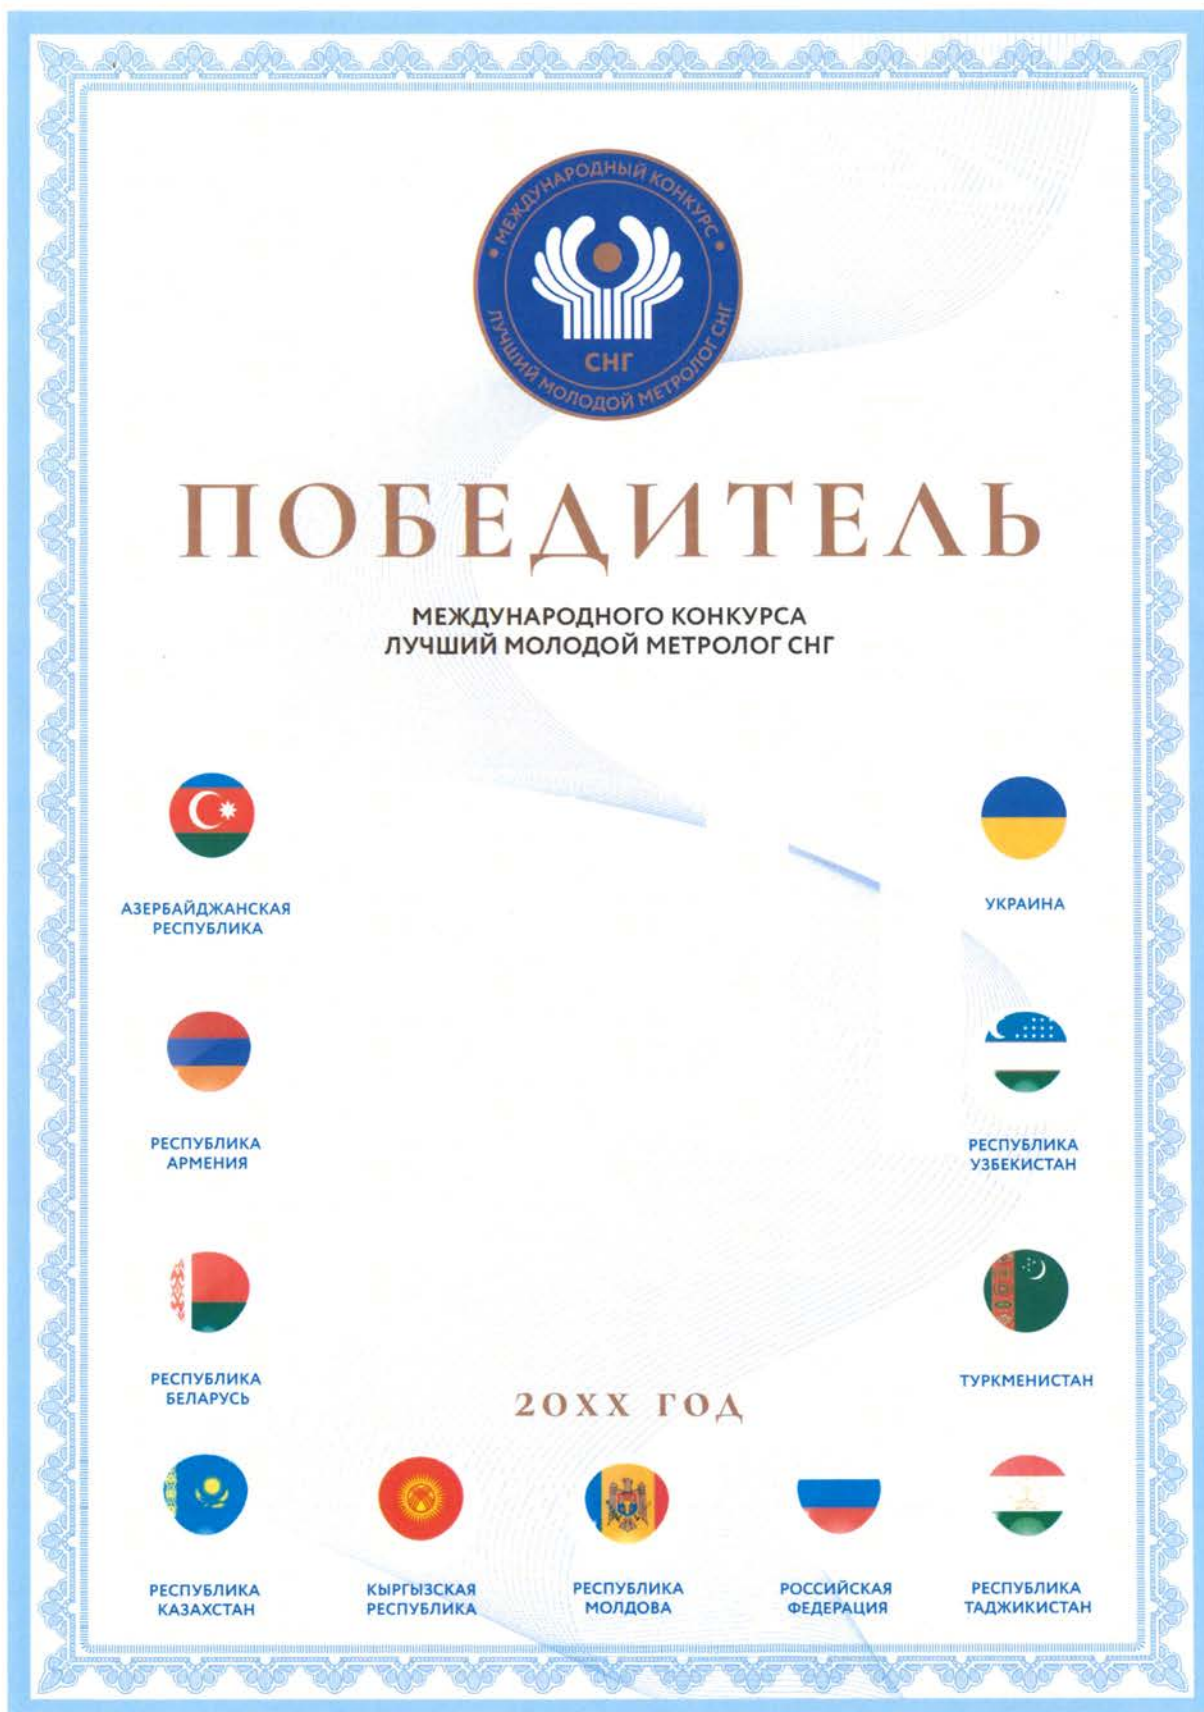 МЕЖДУНАРОДНЫЙ КОНКУРС
СНГ
ЛУЧШИЙ МОЛОДОЙ МЕТРОЛОГ СНГ
ПОБЕДИТЕЛЬ
МЕЖДУНАРОДНОГО КОНКУРСА
ЛУЧШИЙ МОЛОДОЙ МЕТРОЛОГ СНГ
АЗЕРБАЙДЖАНСКАЯ
РЕСПУБЛИКА
УКРАИНА
РЕСПУБЛИКА
АРМЕНИЯ
РЕСПУБЛИКА
УЗБЕКИСТАН
РЕСПУБЛИКА
БЕЛАРУСЬ
ТУРКМЕНИСТАН
20XX ГОД
РЕСПУБЛИКА
КАЗАХСТАН
КЫРГЫЗСКАЯ
РЕСПУБЛИКА
РЕСПУБЛИКА
МОЛДОВА
РОССИЙСКАЯ
ФЕДЕРАЦИЯ
РЕСПУБЛИКА
ТАДЖИКИСТАН